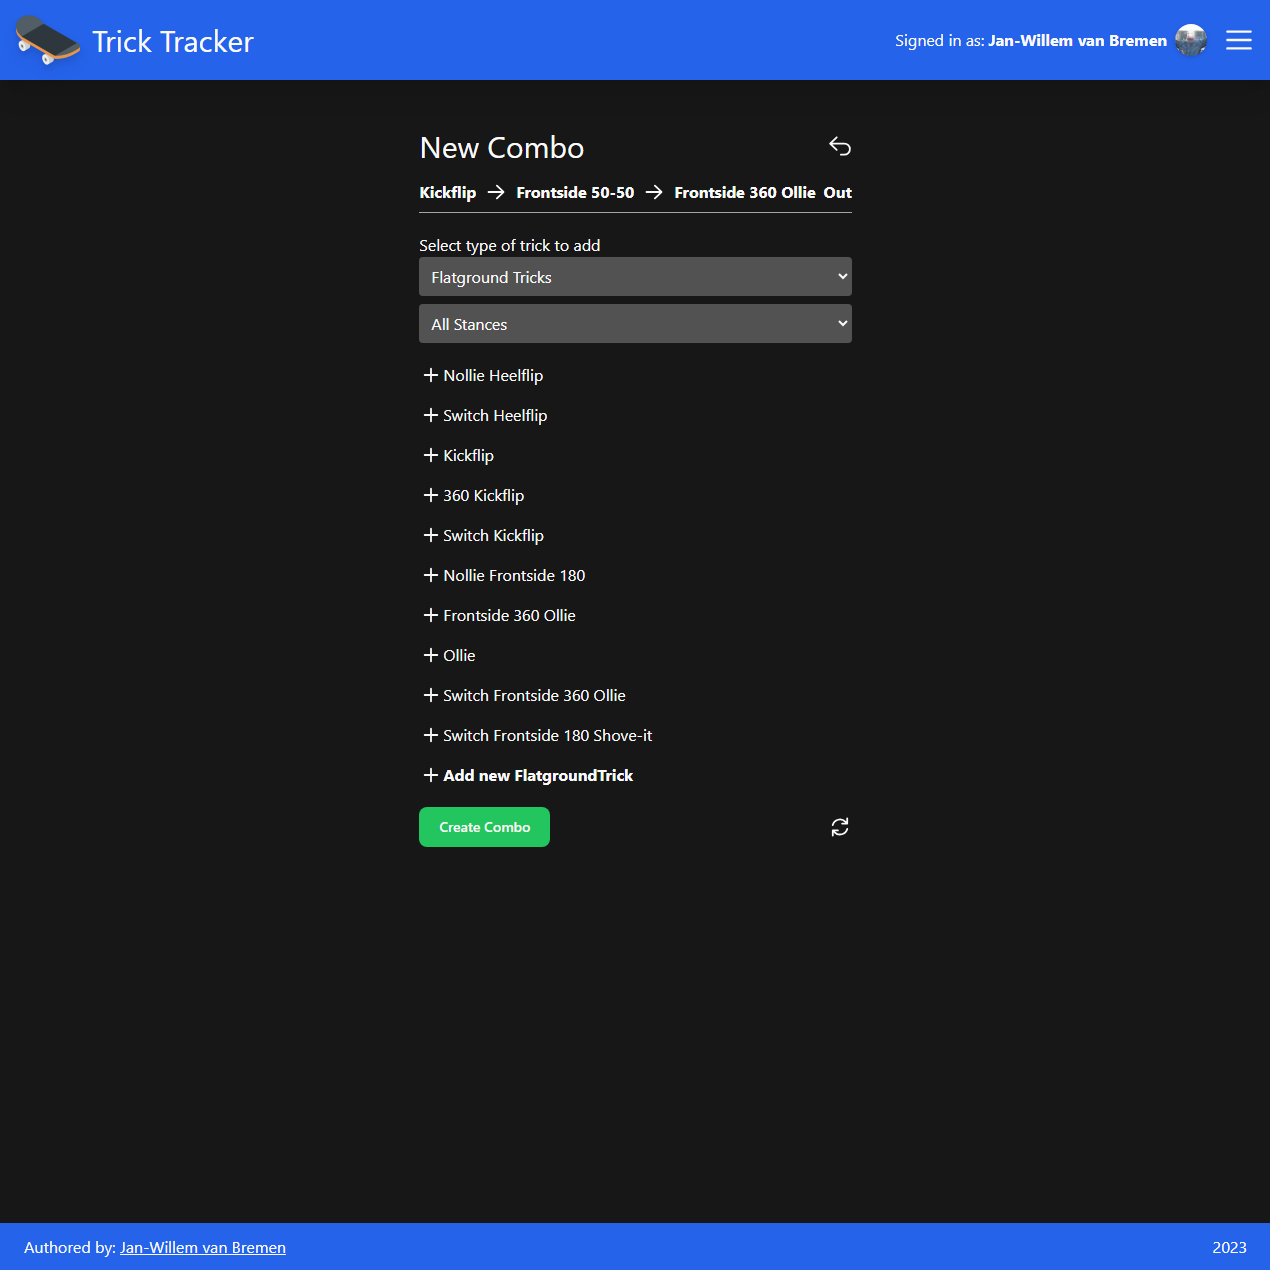 Trick Tracker
Signed in as: Jan-Willem van Bremen
New Combo
Kickflip → Frontside 50-50 → Frontside 360 Ollie Out
Select type of trick to add
Flatground Tricks
All Stances
+ Nollie Heelflip
+ Switch Heelflip
+ Kickflip
+ 360 Kickflip
+ Switch Kickflip
+ Nollie Frontside 180
+ Frontside 360 Ollie
+ Ollie
+ Switch Frontside 360 Ollie
+ Switch Frontside 180 Shove-it
+ Add new FlatgroundTrick
Create Combo
Authored by: Jan-Willem van Bremen
2023